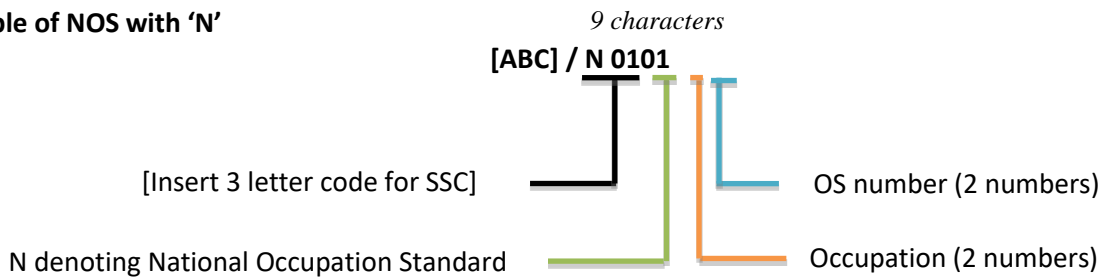 ple of NOS with ‘N’
9 characters
[ABC] / N 0101
[Insert 3 letter code for SSC]
OS number (2 numbers)
N denoting National Occupation Standard
Occupation (2 numbers)